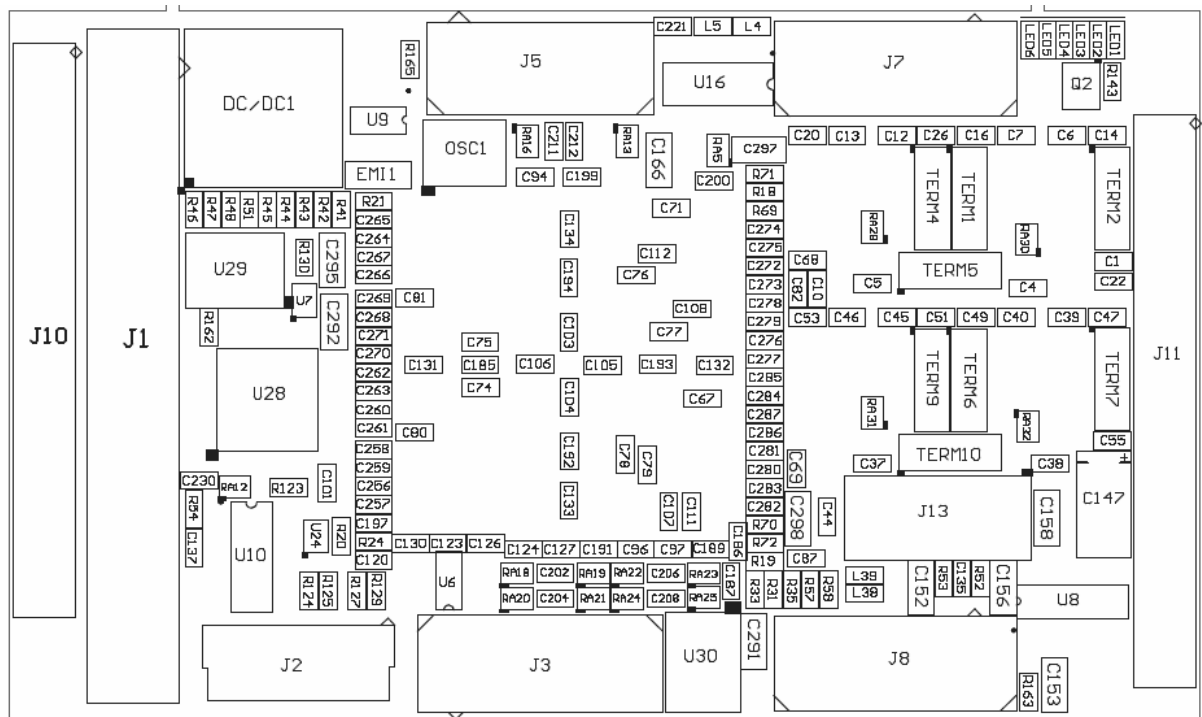 C221 L5 L4
LED6 LED5 LED4 LED3 LED2 LED1
R165 J5 U16 J7 Q2 R143
DC/DC1
U9 OSC1 RA16 C211 C212 RA13 C166 RA5 C297
C20 C13 C12 C26 C16 C7 C6 C14
EMI1 C94 C199 C200 R71
R46 R47 R48 R51 R45 R44 R43 R42 R41
R21 R18
C265 C71 R69
C264 C134 C274
TERM4 TERM1 TERM2
RA28 RA30
U29 R130 C295
C267 C112 C275 C68 C1
C266 C194 C76 C272
TERM5
C273 C82 C10 C5 C4 C22
U7 C269 C81 C278
C292 C268 C108 C279 C53 C46 C45 C51 C49 C40 C39 C47
R162 C271 C103 C77 C276
J10 J1 J11
C270 C75 C277
C262 C131 C185 C106 C105 C193 C132 C285
U28 C263 C74 C284
TERM9 TERM6 TERM7
C260 C104 C67 C287
C261 C80 C286
RA31 RA32
C258 C192 C78 C79 C281 C69 C55
TERM10
C259 C280 C37 C38
C230 RA12 R123 C101 C256 C283
R54 C257 C133 C107 C111 C282 C298 C44 J13 C158 C147
C137 U10 U24 R20 C197 R70
R24 C130 C123 C126 C186 R72
C124 C127 C191 C96 C97 C189
C120 R19 C87
U6 RA18 C202 RA19 RA22 C206 RA23 C187
R124 R125 R127 R129
RA20 C204 RA21 RA24 C208 RA25
R33 R31 R35 R57 R58 L39 L38
C152 R53 C135 R52 C156 U8
J2 J3 U30 C291 J8
R163 C153